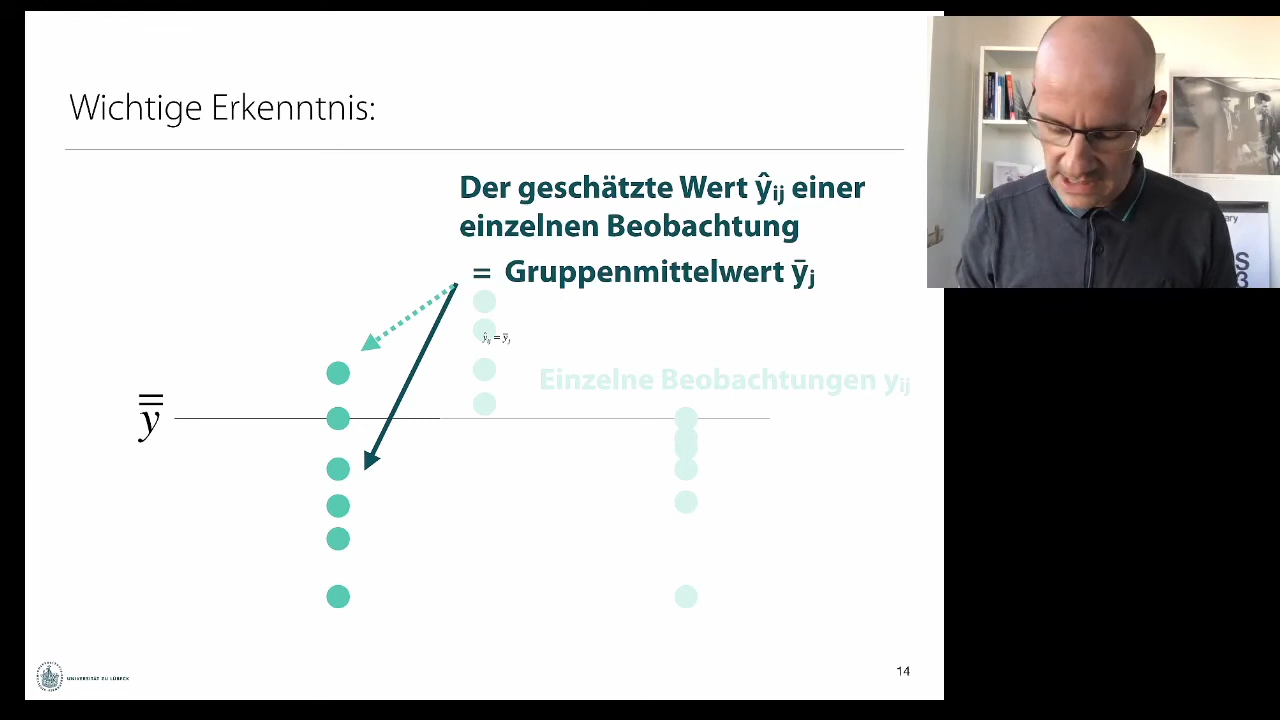 Wichtige Erkenntnis:
Der geschätzte Wert ŷij einer
einzelnen Beobachtung
= Gruppenmittelwert ȳj
ŷij = ȳj
Einzelne Beobachtungen yij
y̿
UNIVERSITÄT ZU LÜBECK
14